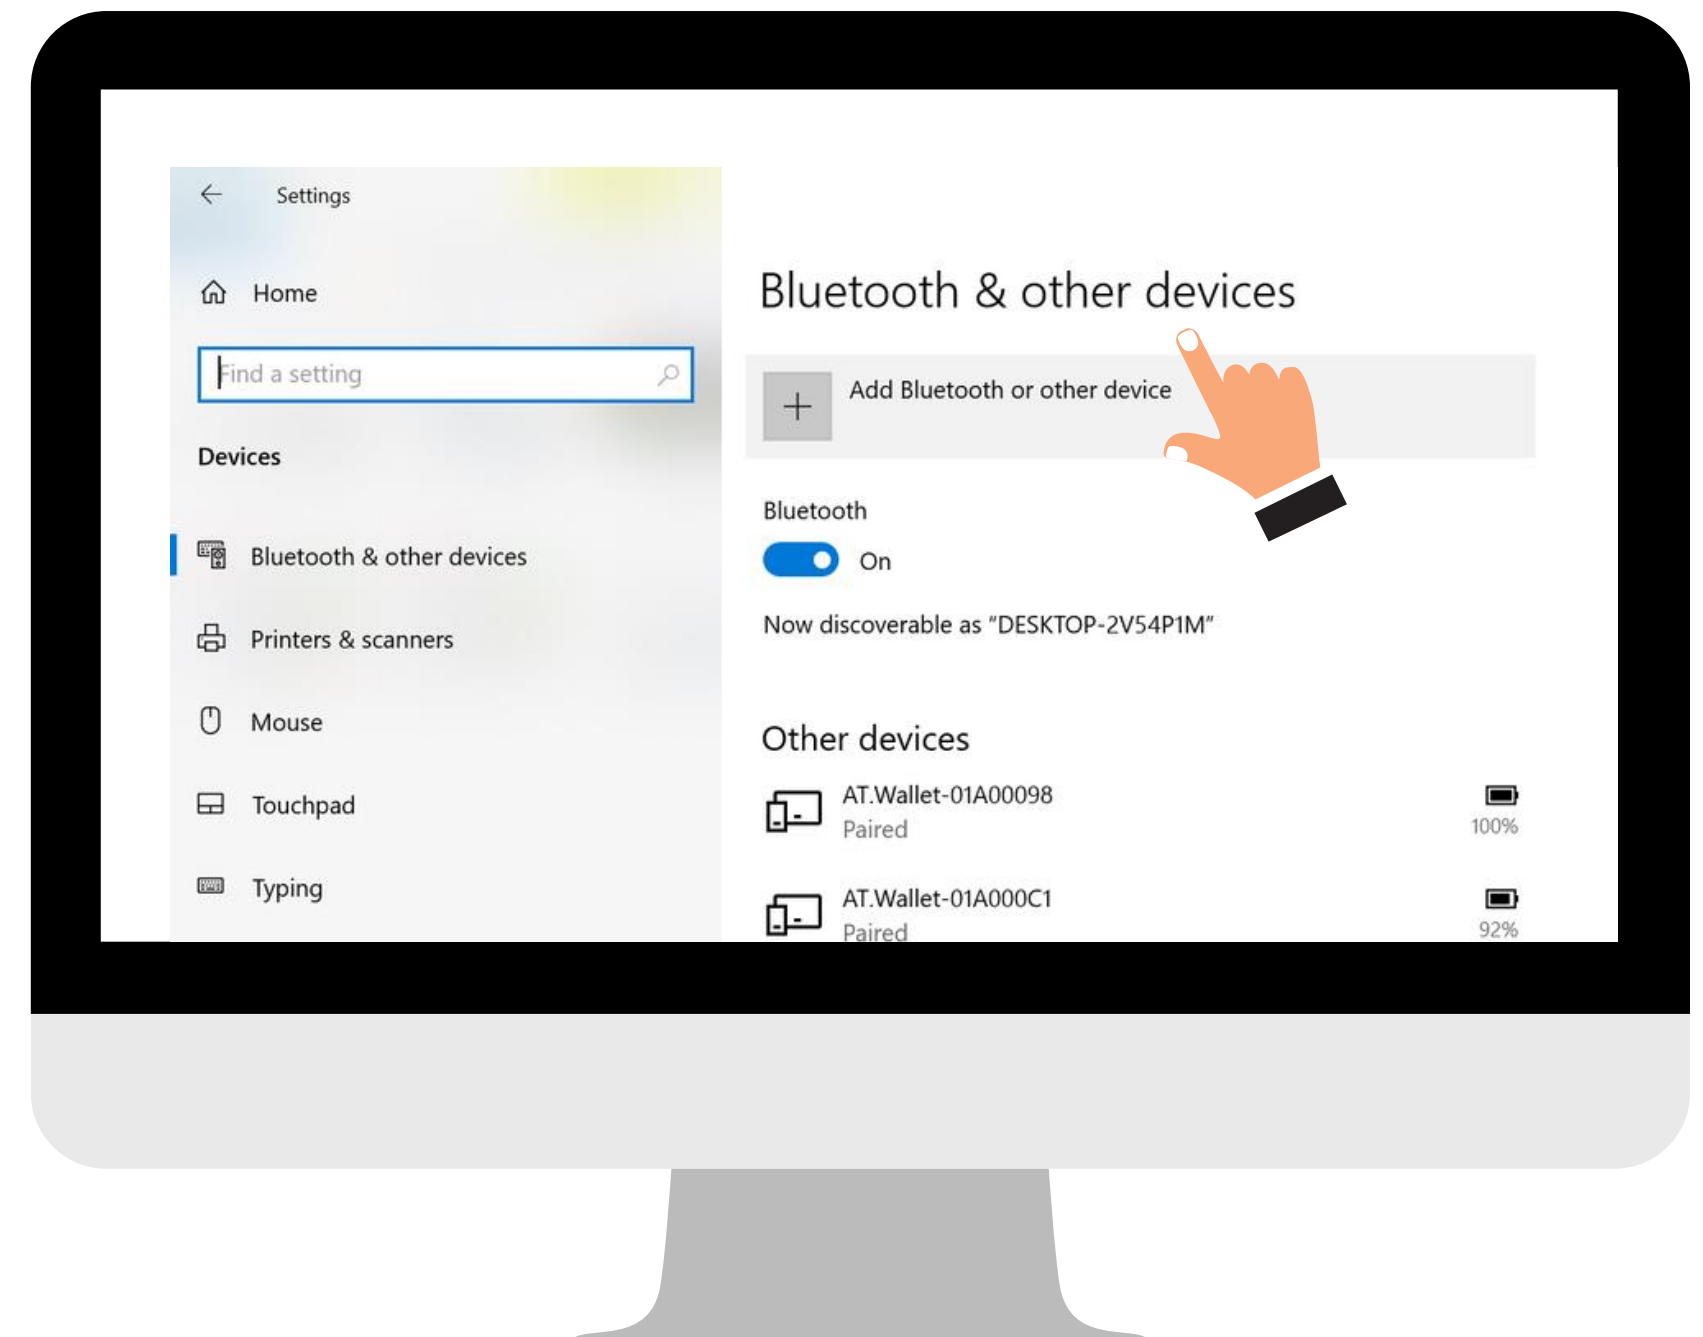 Settings
Home
Find a setting
Devices
Bluetooth & other devices
Printers & scanners
Mouse
Touchpad
Typing
Bluetooth & other devices
Add Bluetooth or other device
Bluetooth
On
Now discoverable as "DESKTOP-2V54P1M"
Other devices
AT.Wallet-01A00098
Paired
100%
AT.Wallet-01A000C1
Paired
92%